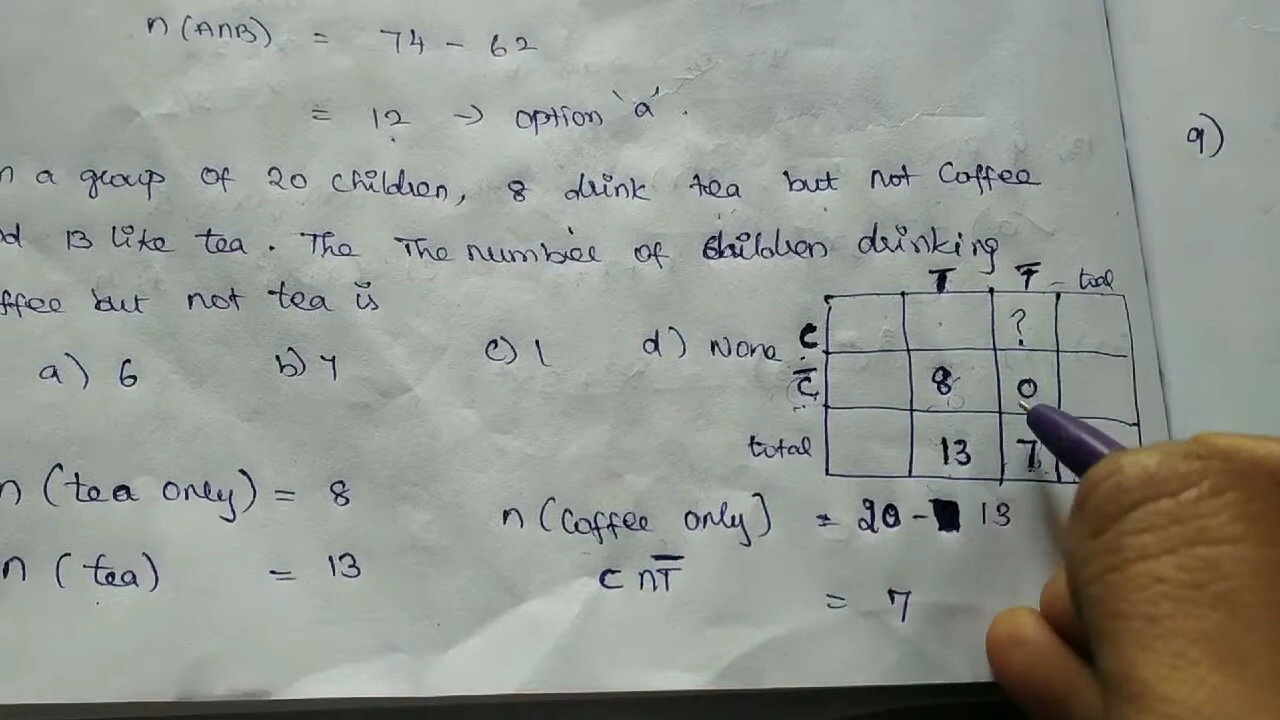 n(A∩B) = 74 - 62
= 12 → option 'a'.
9)
n a group of 20 children, 8 drink tea but not Coffee
d 13 like tea. The The number of children drinking
ffee but not tea is
a) 6 b) 7 c) 1 d) None
T T̅ - total
C ?
C̅ 8 0
total 13 7
n (tea only) = 8
n (Coffee only) = 20 - 13
n (tea) = 13
C ∩ T̅
= 7